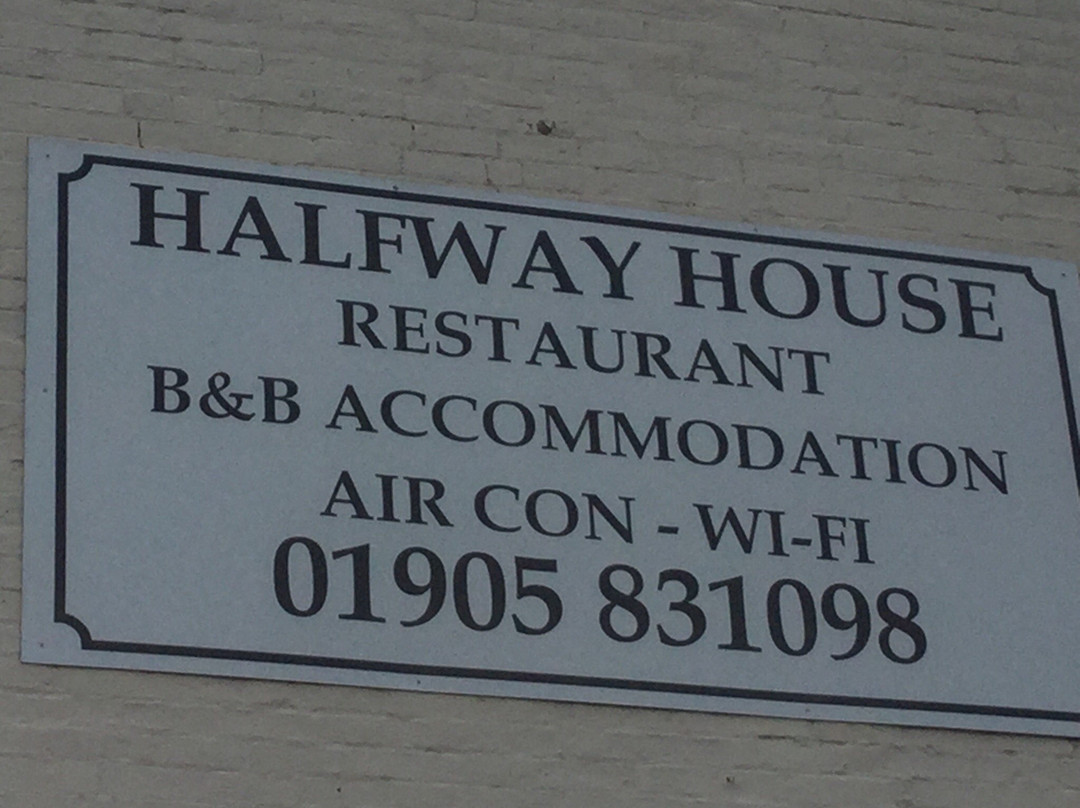 HALFWAY HOUSE
RESTAURANT
B&B ACCOMMODATION
AIR CON - WI-FI
01905 831098